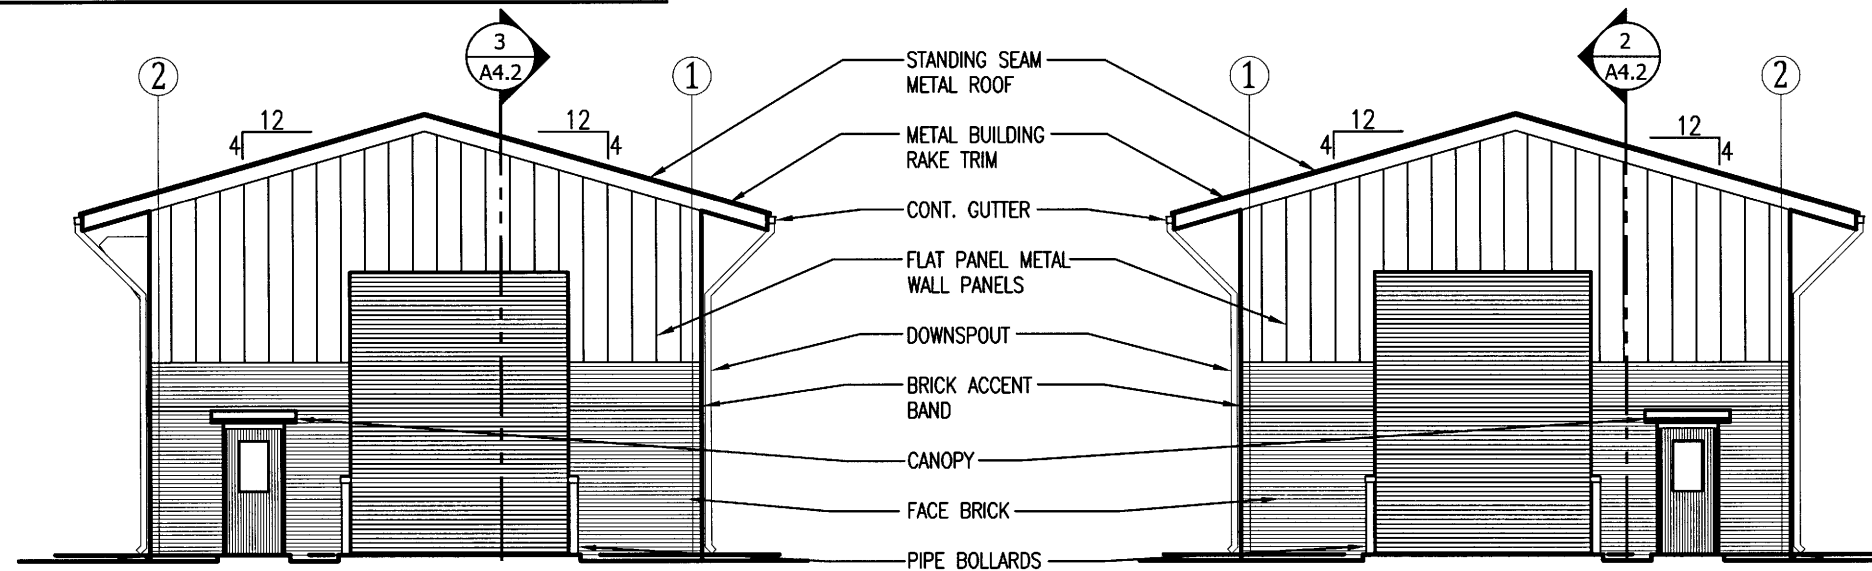 3
A4.2
2
1
12
4
12
4
STANDING SEAM
METAL ROOF
METAL BUILDING
RAKE TRIM
CONT. GUTTER
FLAT PANEL METAL
WALL PANELS
DOWNSPOUT
BRICK ACCENT
BAND
CANOPY
FACE BRICK
PIPE BOLLARDS
2
A4.2
1
2
12
4
12
4